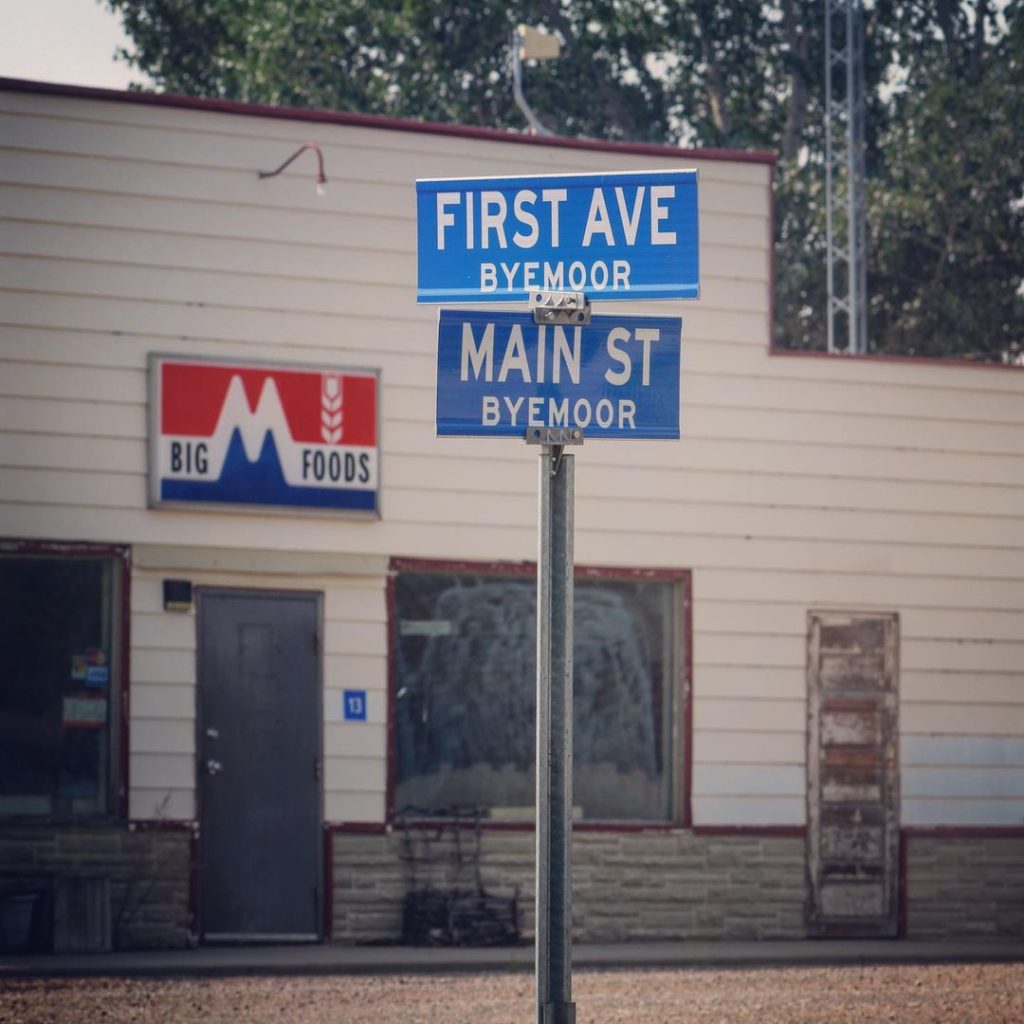 FIRST AVE
BYEMOOR
MAIN ST
BYEMOOR
BIG M FOODS
13